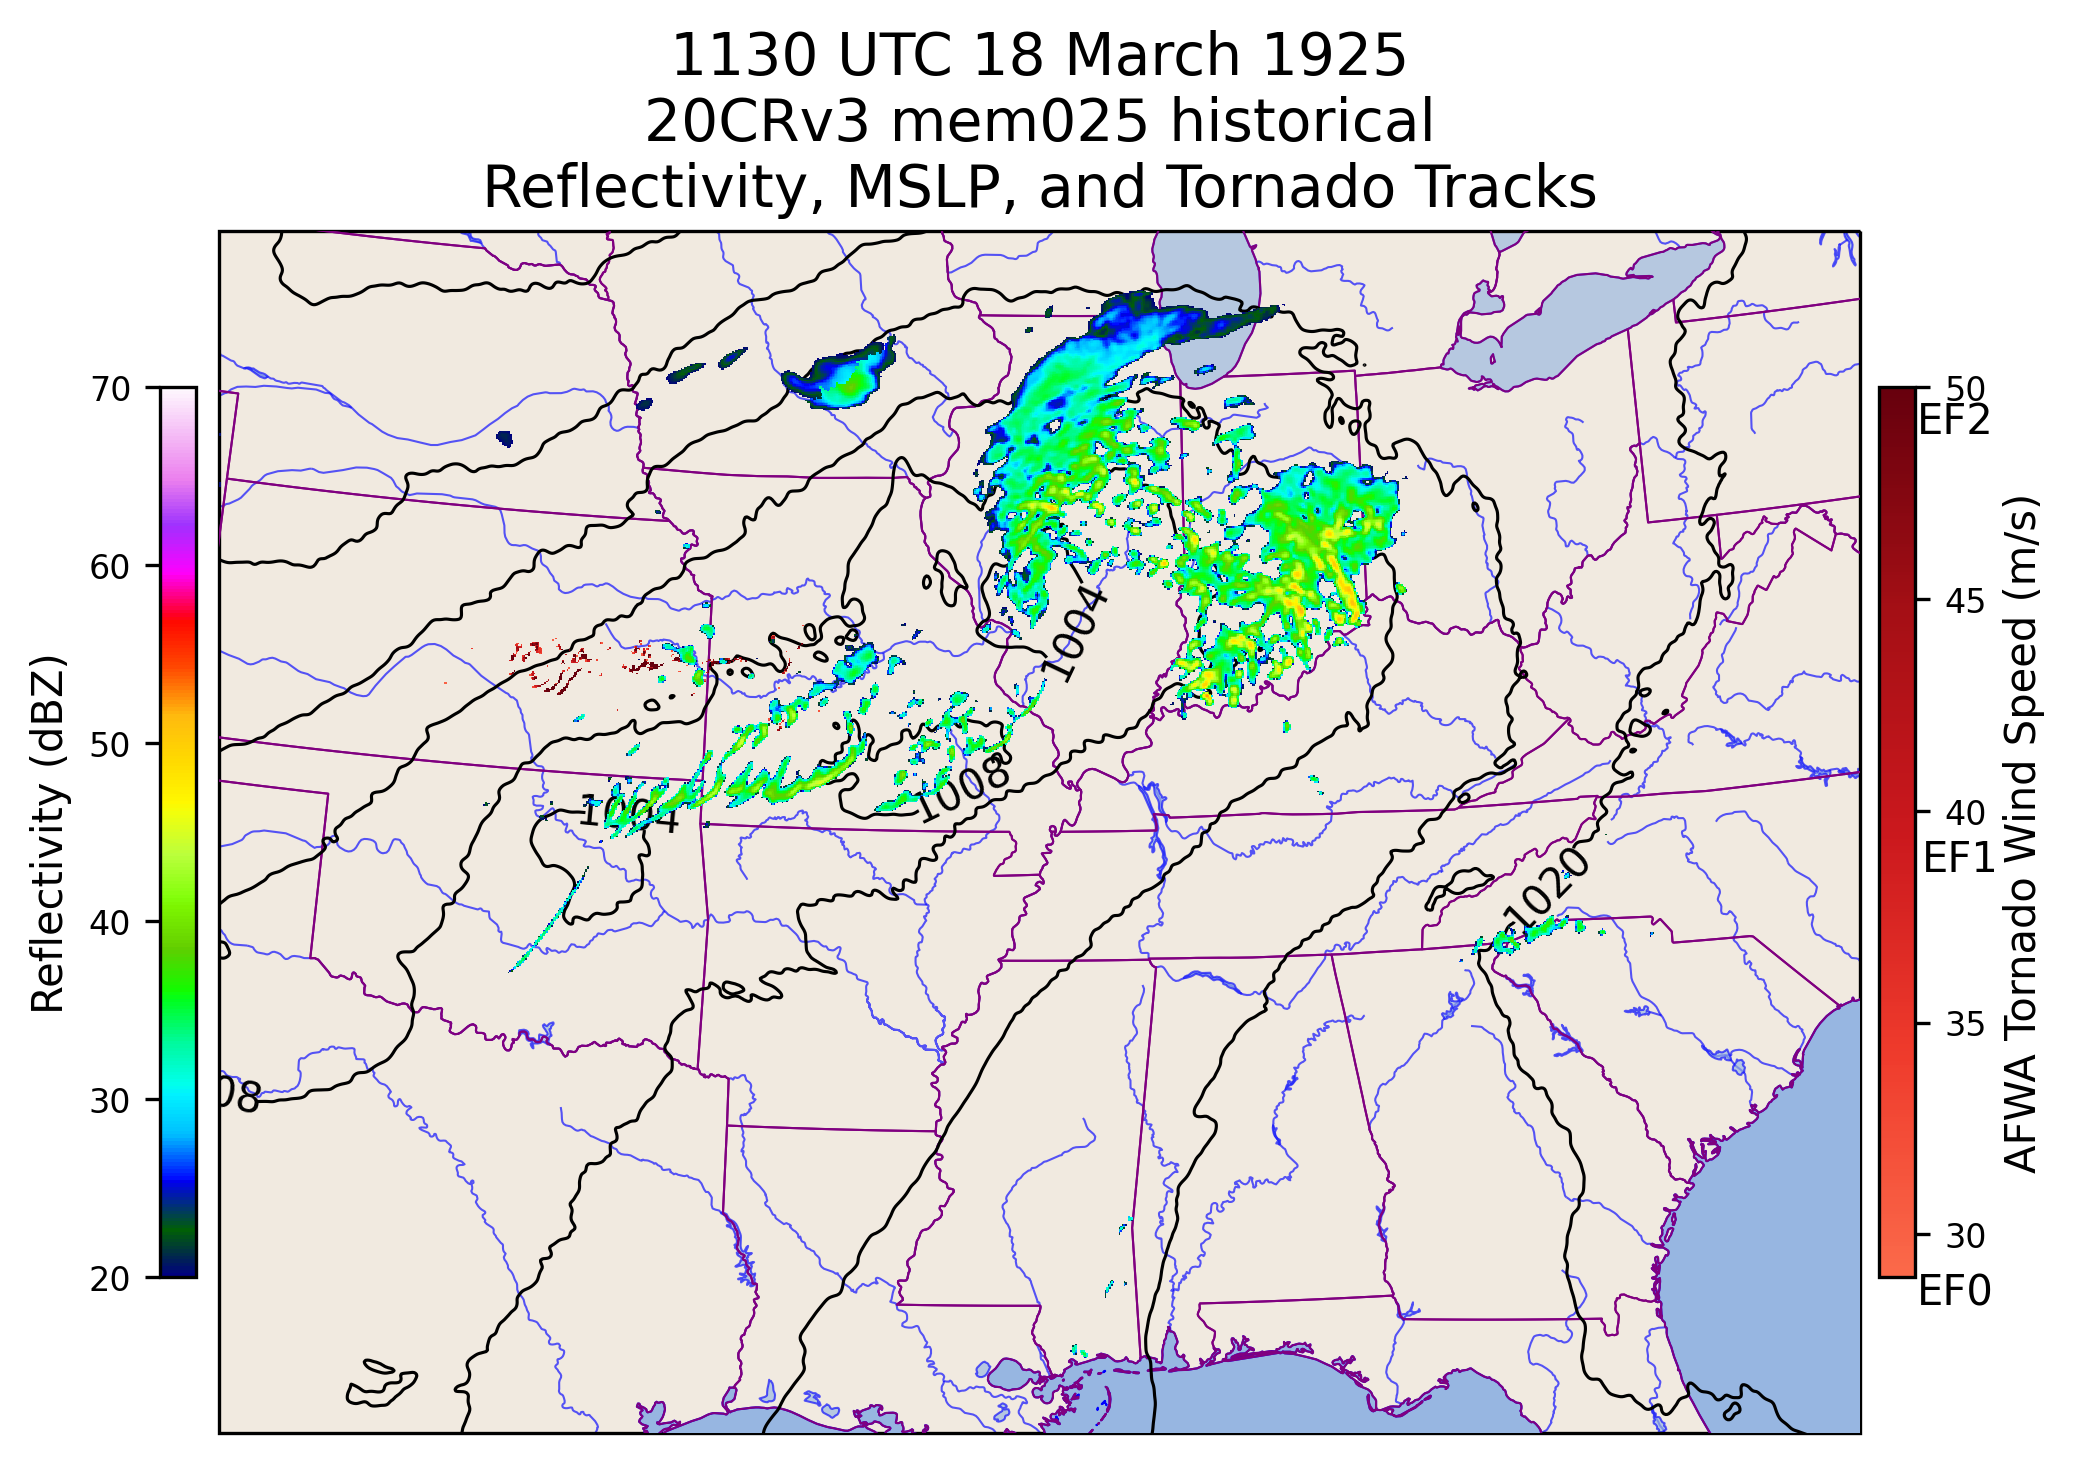 1130 UTC 18 March 1925
20CRv3 mem025 historical
Reflectivity, MSLP, and Tornado Tracks
70
60
50
40
30
20
Reflectivity (dBZ)
1004
1004
1008
1020
08
50
EF2
45
40
EF1
35
30
EF0
AFWA Tornado Wind Speed (m/s)